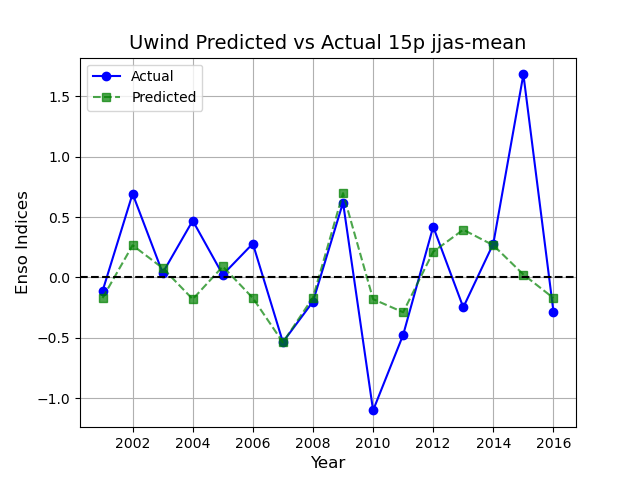 Uwind Predicted vs Actual 15p jjas-mean
Actual
Predicted
Enso Indices
1.5
1.0
0.5
0.0
−0.5
−1.0
2002 2004 2006 2008 2010 2012 2014 2016
Year